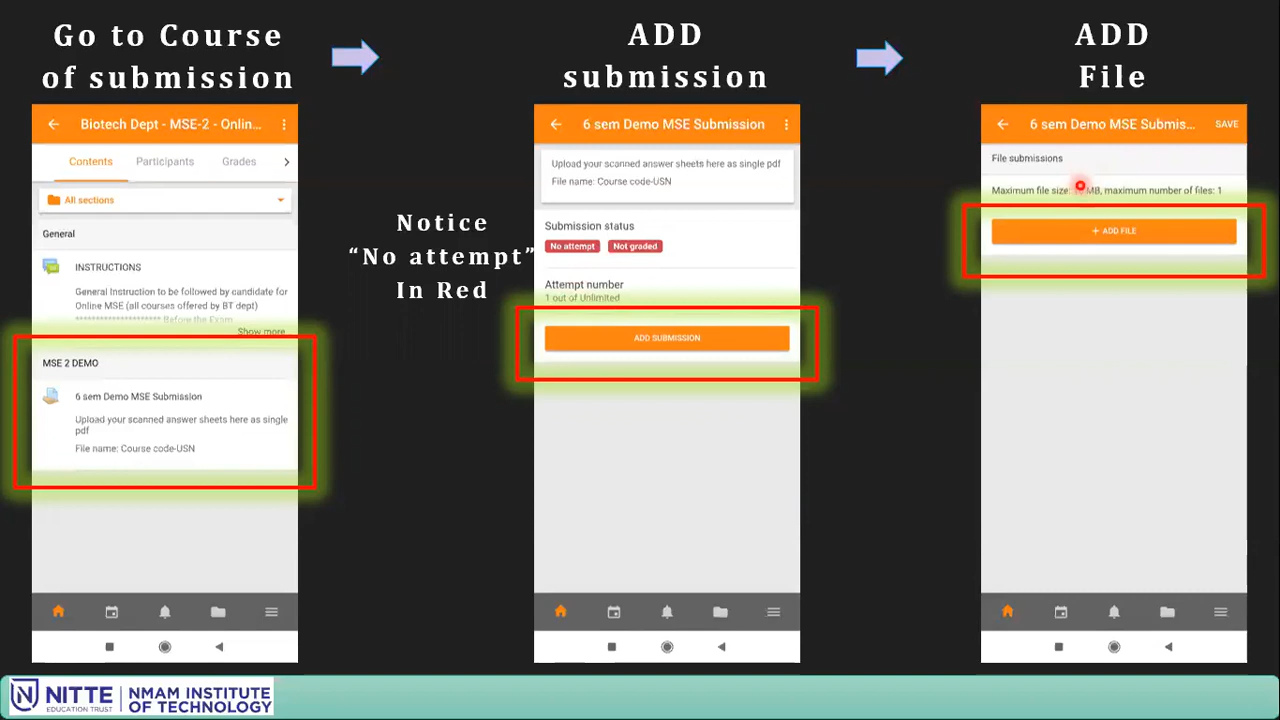 Go to Course
of submission
ADD
submission
ADD
File
Biotech Dept - MSE-2 - Onlin...
Contents Participants Grades
All sections
General
INSTRUCTIONS
General Instruction to be followed by candidate for
Online MSE (all courses offered by BT dept)
********************* Before the Exam
Show more
MSE 2 DEMO
6 sem Demo MSE Submission
Upload your scanned answer sheets here as single
pdf
File name: Course code-USN
Notice
“No attempt”
In Red
6 sem Demo MSE Submission
Upload your scanned answer sheets here as single pdf
File name: Course code-USN
Submission status
No attempt Not graded
Attempt number
1 out of Unlimited
ADD SUBMISSION
6 sem Demo MSE Submis... SAVE
File submissions
Maximum file size: MB, maximum number of files: 1
+ ADD FILE
NITTE
EDUCATION TRUST
NMAM INSTITUTE
OF TECHNOLOGY